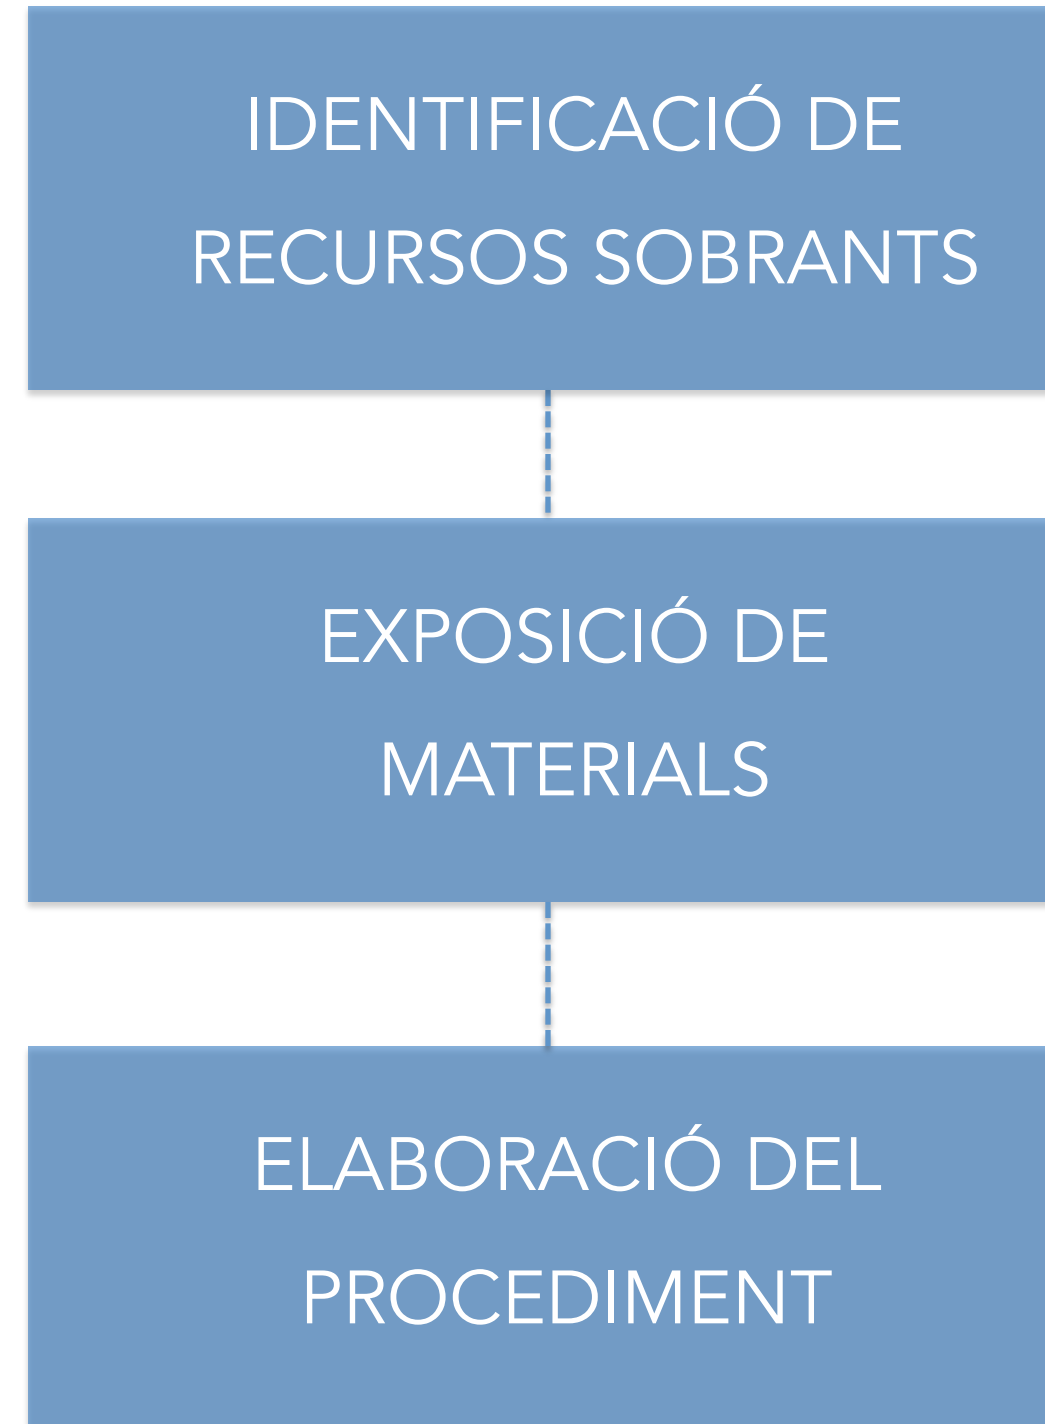 IDENTIFICACIÓ DE
RECURSOS SOBRANTS
EXPOSICIÓ DE
MATERIALS
ELABORACIÓ DEL
PROCEDIMENT